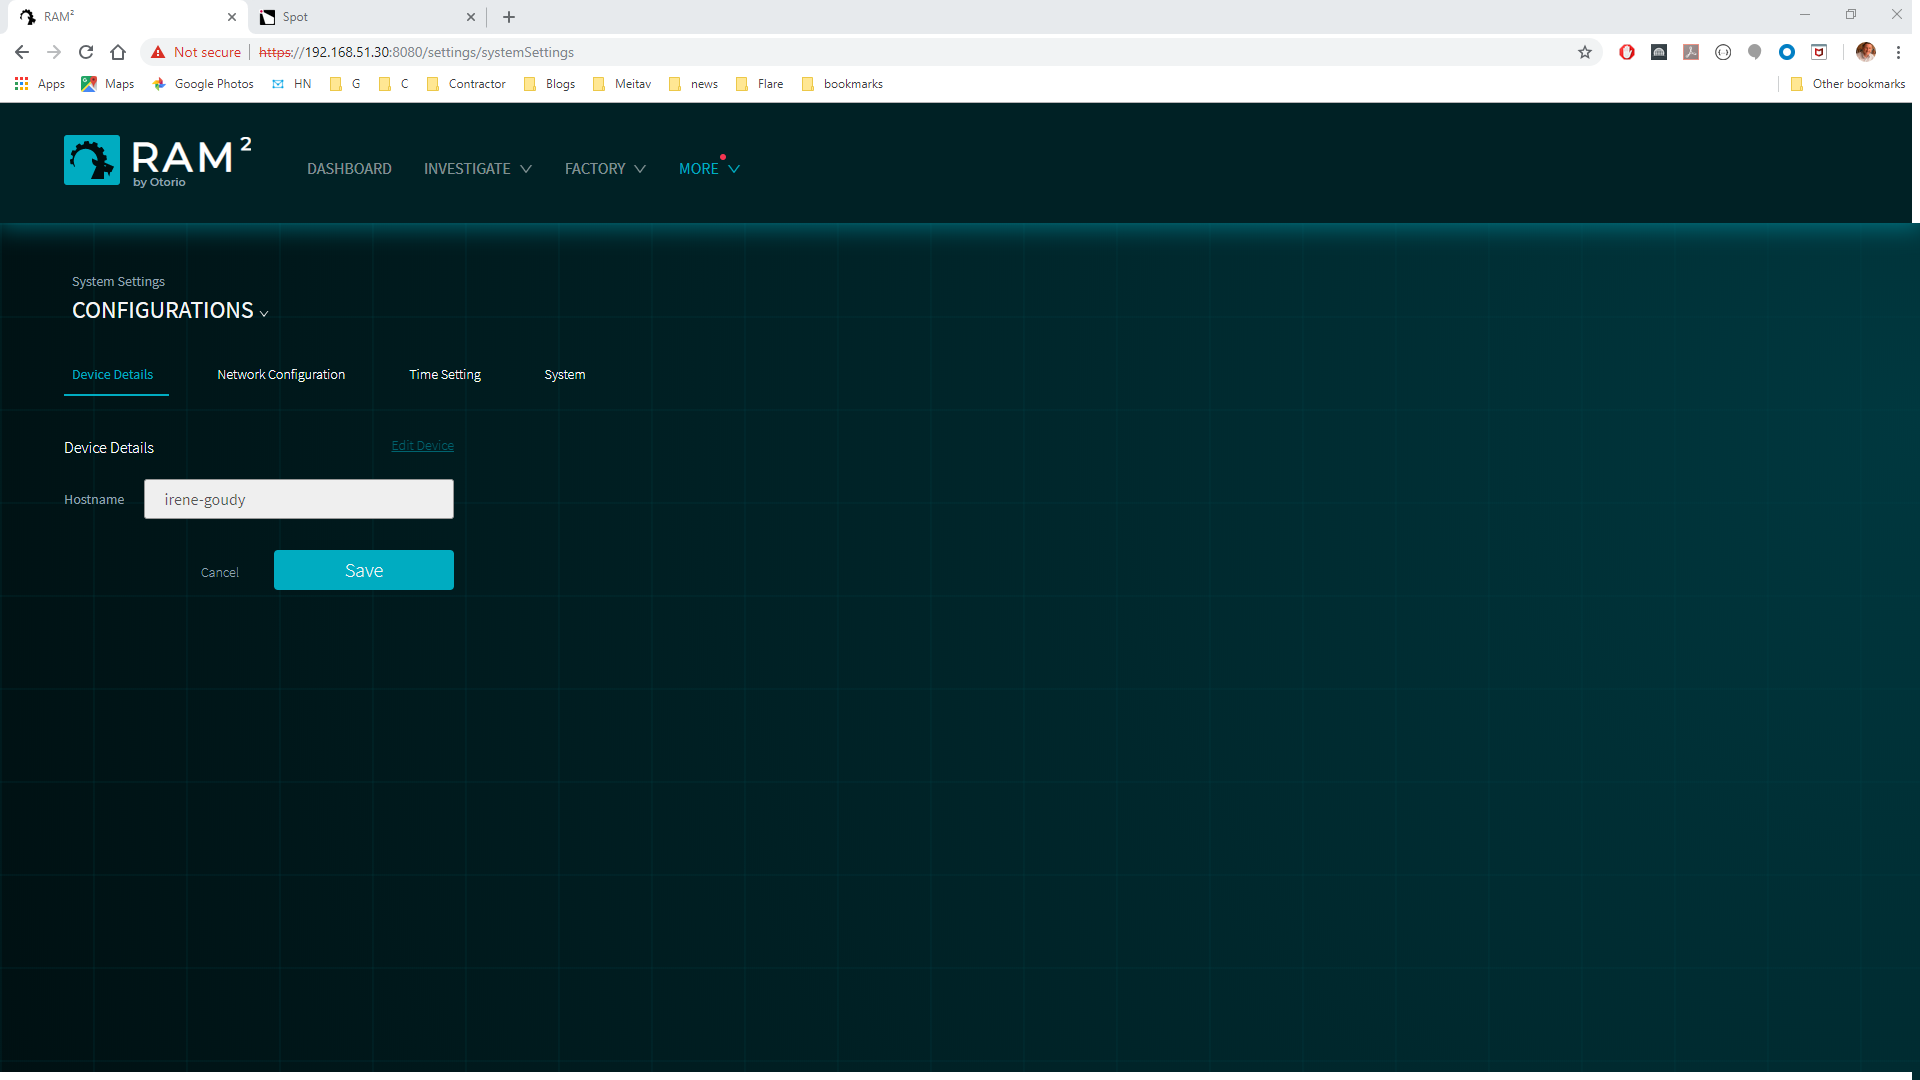 RAM²
Spot
Not secure
https://192.168.51.30:8080/settings/systemSettings
Apps
Maps
Google Photos
HN
G
C
Contractor
Blogs
Meitav
news
Flare
bookmarks
Other bookmarks
RAM²
by Otorio
DASHBOARD
INVESTIGATE
FACTORY
MORE
System Settings
CONFIGURATIONS
Device Details
Network Configuration
Time Setting
System
Device Details
Edit Device
Hostname
irene-goudy
Cancel
Save